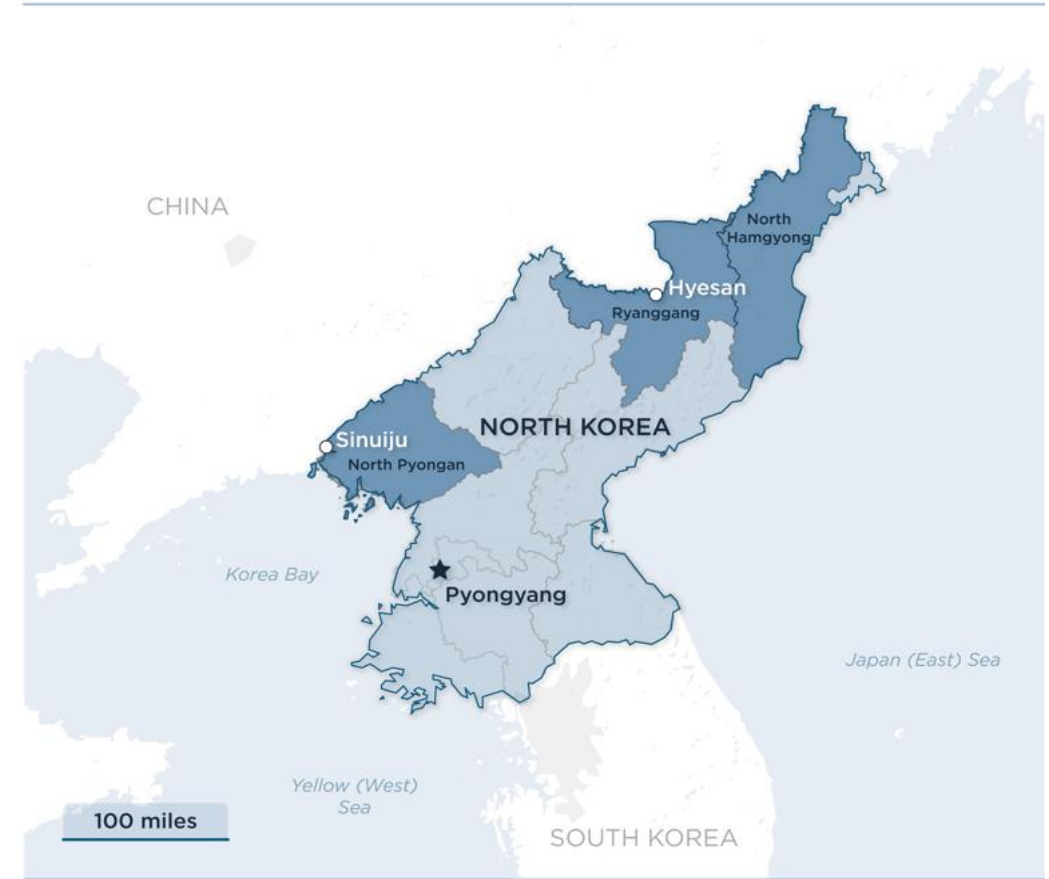 CHINA
North
Hamgyong
Hyesan
Ryanggang
NORTH KOREA
Sinuiju
North Pyongan
Korea Bay
Pyongyang
Japan (East) Sea
Yellow (West)
Sea
100 miles
SOUTH KOREA